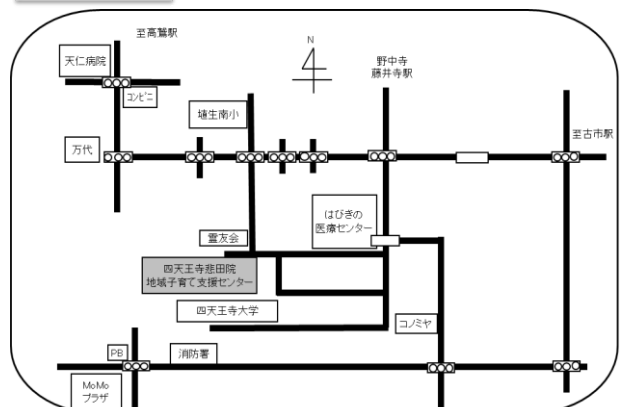 至高鷲駅
天仁病院
コンビニ
N
野中寺
藤井寺駅
埴生南小
至古市駅
万代
はびきの
医療センター
霊友会
四天王寺悲田院
地域子育て支援センター
四天王寺大学
コノミヤ
PB
消防署
MoMo
プラザ